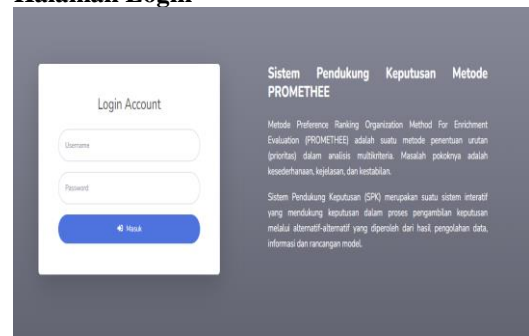 Halaman Login
Login Account
Username
Password
Masuk
Sistem Pendukung Keputusan Metode
PROMETHEE
Metode Preference Ranking Organization Method For Enrichment
Evaluation (PROMETHEE) adalah suatu metode penentuan urutan
(prioritas) dalam analisis multikriteria. Masalah pokoknya adalah
kesederhanaan, kejelasan, dan kestabilan.
Sistem Pendukung Keputusan (SPK) merupakan suatu sistem interatif
yang mendukung keputusan dalam proses pengambilan keputusan
melalui alternatif-alternatif yang diperoleh dari hasil pengolahan data,
informasi dan rancangan model.